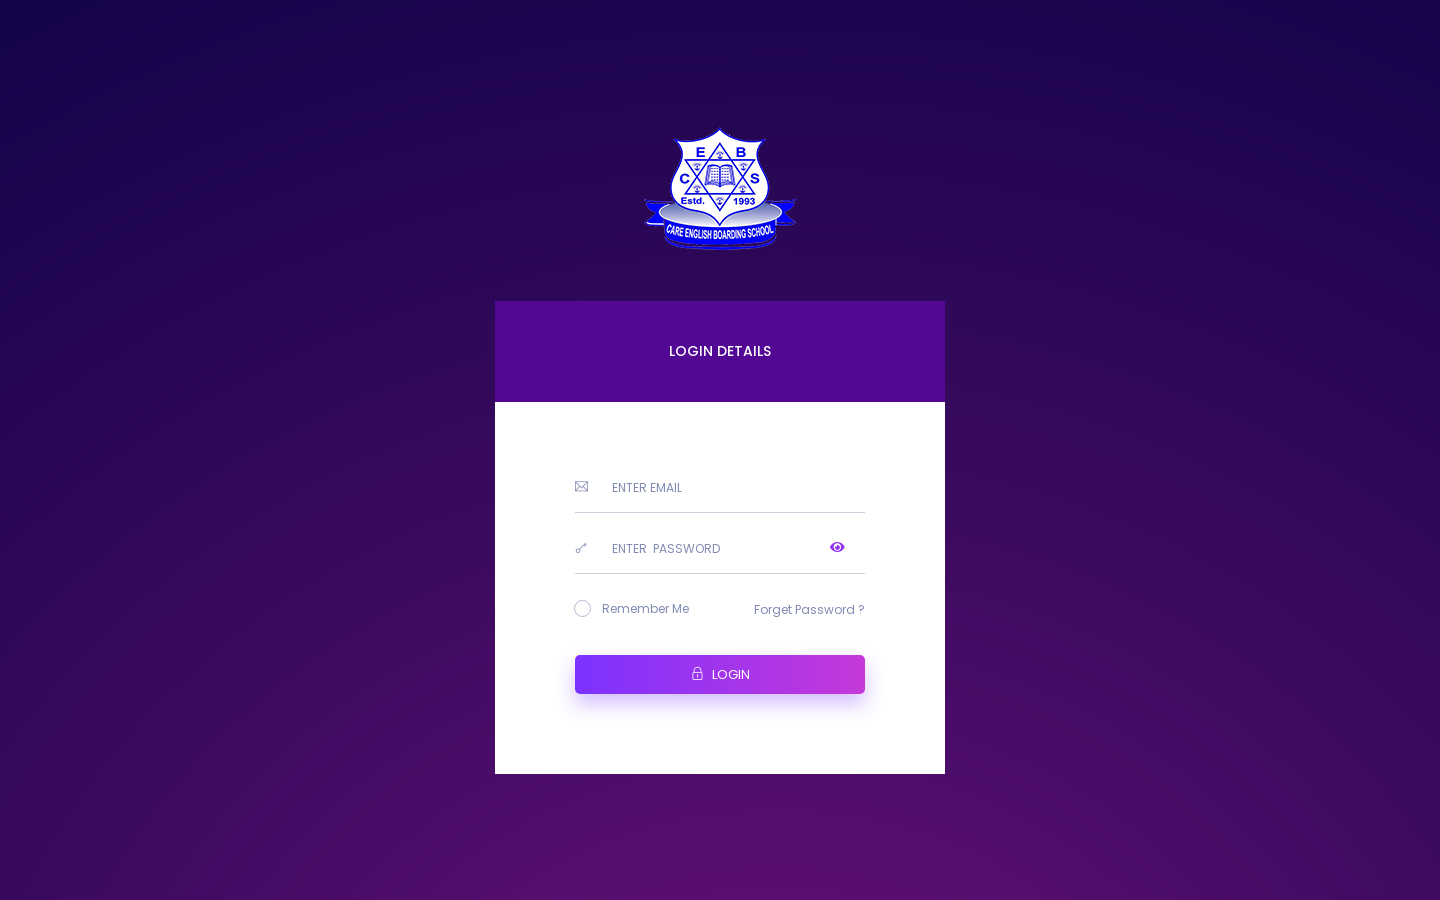 E B
C S
Estd. 1993
CARE ENGLISH BOARDING SCHOOL
LOGIN DETAILS
ENTER EMAIL
ENTER PASSWORD
Remember Me
Forget Password ?
LOGIN